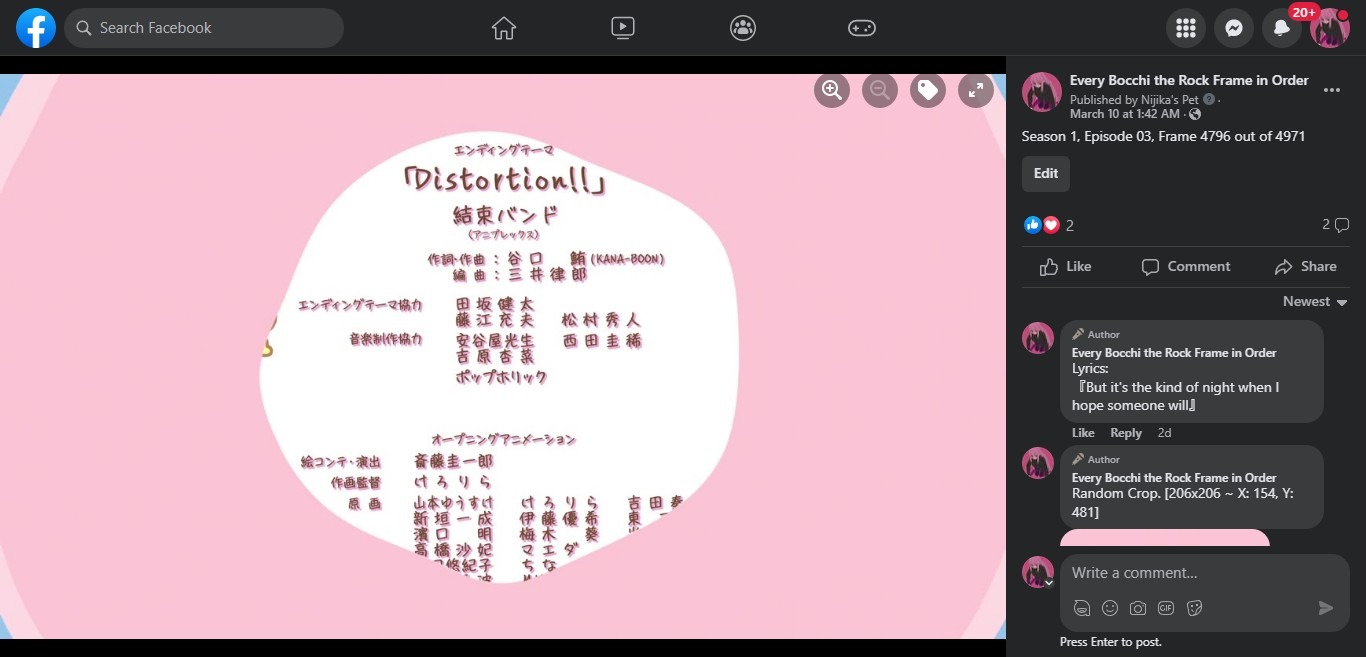 Search Facebook
20+
エンディングテーマ
「Distortion!!」
結束バンド
(アニプレックス)
作詞・作曲 : 谷口 鮪 (KANA-BOON)
編曲 : 三井律郎
エンディングテーマ協力 田坂健太
藤江充夫 松村秀人
音楽制作協力 安谷屋光生 西田圭稀
吉原杏菜
ポップホリック
オープニングアニメーション
絵コンテ・演出 斎藤圭一郎
作画監督 けろりら
原画 山本ゆうすけ けろりら 吉田奏
新垣一成 伊藤優希 東
濱口 明 梅木 葵
高橋沙妃 マエダ
悠紀子 ちな
Every Bocchi the Rock Frame in Order
Published by Nijika's Pet
March 10 at 1:42 AM ·
Season 1, Episode 03, Frame 4796 out of 4971
Edit
2
2
Like Comment Share
Newest
Author
Every Bocchi the Rock Frame in Order
Lyrics:
『But it's the kind of night when I
hope someone will』
Like Reply 2d
Author
Every Bocchi the Rock Frame in Order
Random Crop. [206x206 ~ X: 154, Y:
481]
Write a comment...
GIF
Press Enter to post.